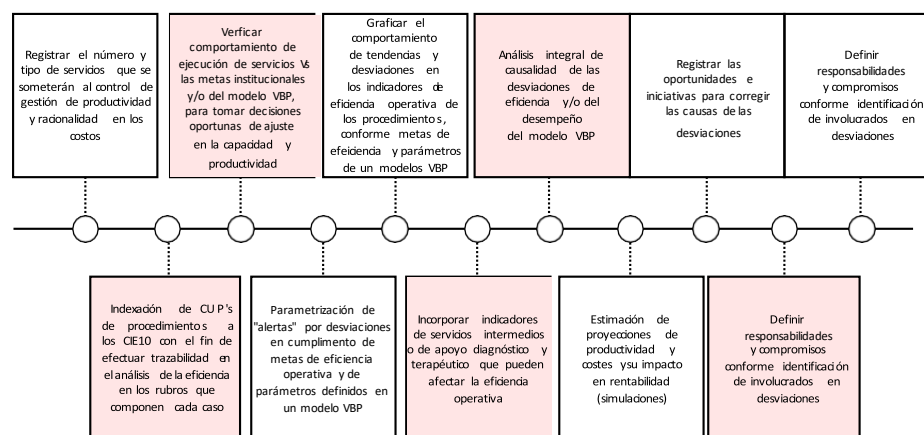 Registrar el número y
tipo de servicios que se
someterán al control de
gestión de productividad
y racionalidad en los
costos
Verficar
comportamiento de
ejecución de servicios Vs
las metas institucionales
y/o del modelo VBP,
para tomar decisiones
oportunas de ajuste
en la capacidad y
productividad
Graficar el
comportamiento
de tendencias y
desviaciones en
los indicadores de
eficiencia operativa de
los procedimientos,
conforme metas de
efeiciencia y parámetros
de un modelos VBP
Análisis integral de
causalidad de las
desviaciones de
eficiencia y/o del
desempeño
del modelo VBP
Registrar las
oportunidades e
iniciativas para corregir
las causas de las
desviaciones
Definir
responsabilidades
y compromisos
conforme identificación
de involucrados en
desviaciones
Indexación de CUP's
de procedimientos a
los CIE10 con el fin de
efectuar trazabilidad en
el análisis de la eficiencia
en los rubros que
componen cada caso
Parametrización de
"alertas" por desviaciones
en cumplimento de
metas de eficiencia
operativa y de
parámetros definidos en
un modelo VBP
Incorporar indicadores
de servicios intermedios
o de apoyo diagnóstico y
terapéutico que pueden
afectar la eficiencia
operativa
Estimación de
proyecciones de
productividad y
costes y su impacto
en rentabilidad
(simulaciones)
Definir
responsabilidades
y compromisos
conforme identificación
de involucrados en
desviaciones